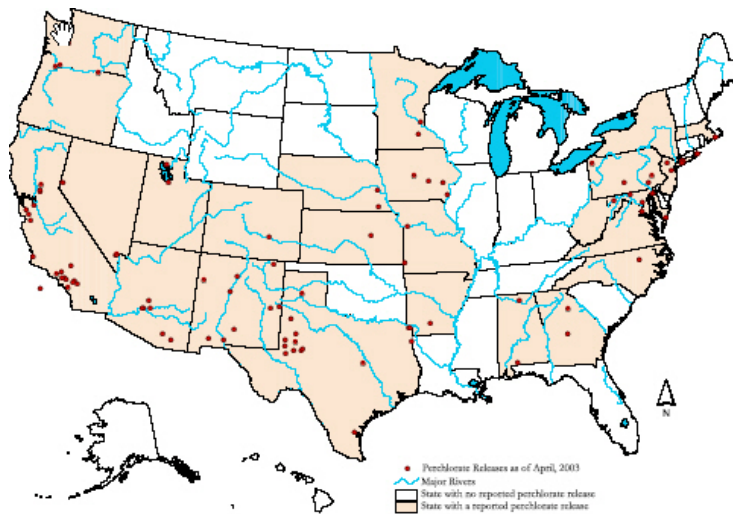 N
Perchlorate Releases as of April, 2003
Major Rivers
State with no reported perchlorate release
State with a reported perchlorate release